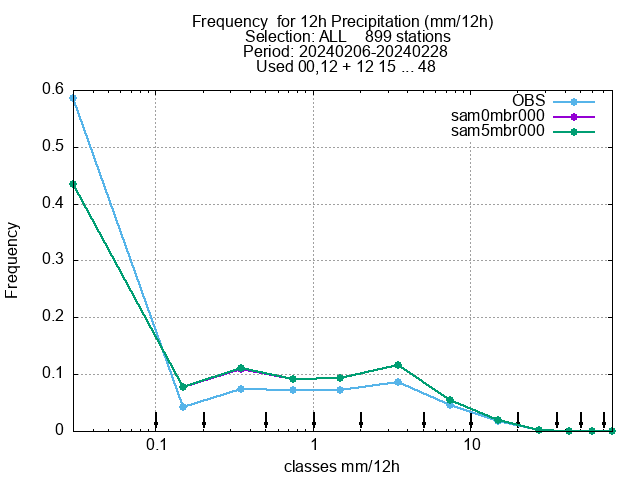 Frequency  for 12h Precipitation (mm/12h)
Selection: ALL    899 stations
Period: 20240206-20240228
Used 00,12 + 12 15 ... 48
OBS
sam0mbr000
sam5mbr000
0.6
0.5
0.4
0.3
0.2
0.1
0
Frequency
0.1
1
10
classes mm/12h